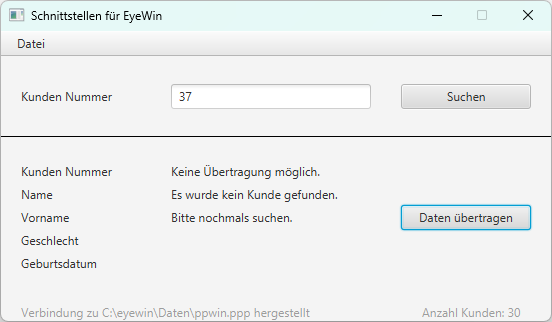 Schnittstellen für EyeWin
Datei
Kunden Nummer 37 Suchen
Kunden Nummer Keine Übertragung möglich.
Name Es wurde kein Kunde gefunden.
Vorname Bitte nochmals suchen. Daten übertragen
Geschlecht
Geburtsdatum
Verbindung zu C:\eyewin\Daten\ppwin.ppp hergestellt Anzahl Kunden: 30